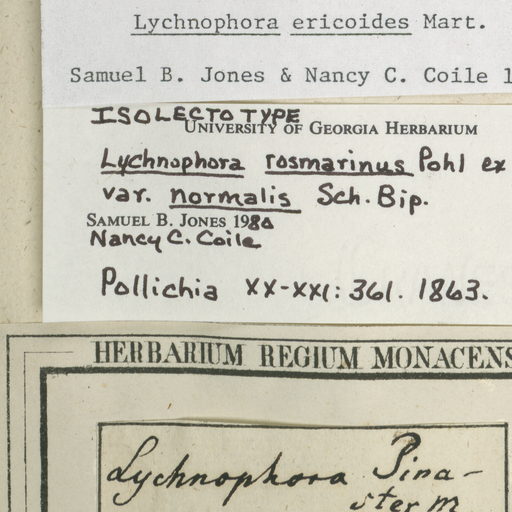 Lychnophora ericoides Mart.
Samuel B. Jones & Nancy C. Coile 1
ISOLECTOTYPE
UNIVERSITY OF GEORGIA HERBARIUM
Lychnophora rosmarinus Pohl ex
var. normalis Sch. Bip.
SAMUEL B. JONES 1980
Nancy C. Coile
Pollichia XX-XXI: 361. 1863.
HERBARIUM REGIUM MONACENS
Lychnophora Pina-
ster m